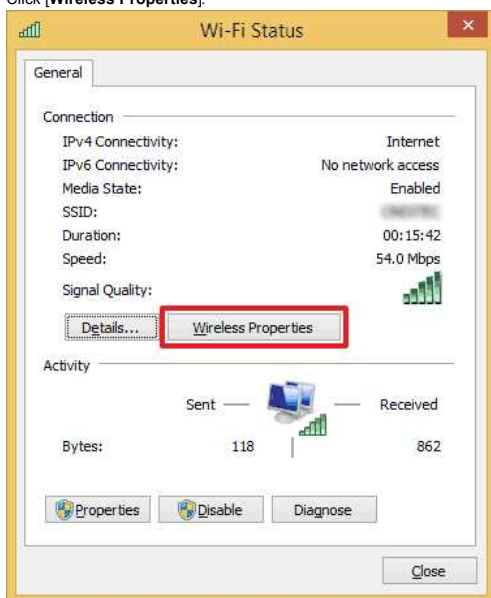 Click [Wireless Properties].
Wi-Fi Status
General
Connection
IPv4 Connectivity: Internet
IPv6 Connectivity: No network access
Media State: Enabled
SSID:
Duration: 00:15:42
Speed: 54.0 Mbps
Signal Quality:
Details... Wireless Properties
Activity
Sent — — Received
Bytes: 118 862
Properties Disable Diagnose
Close